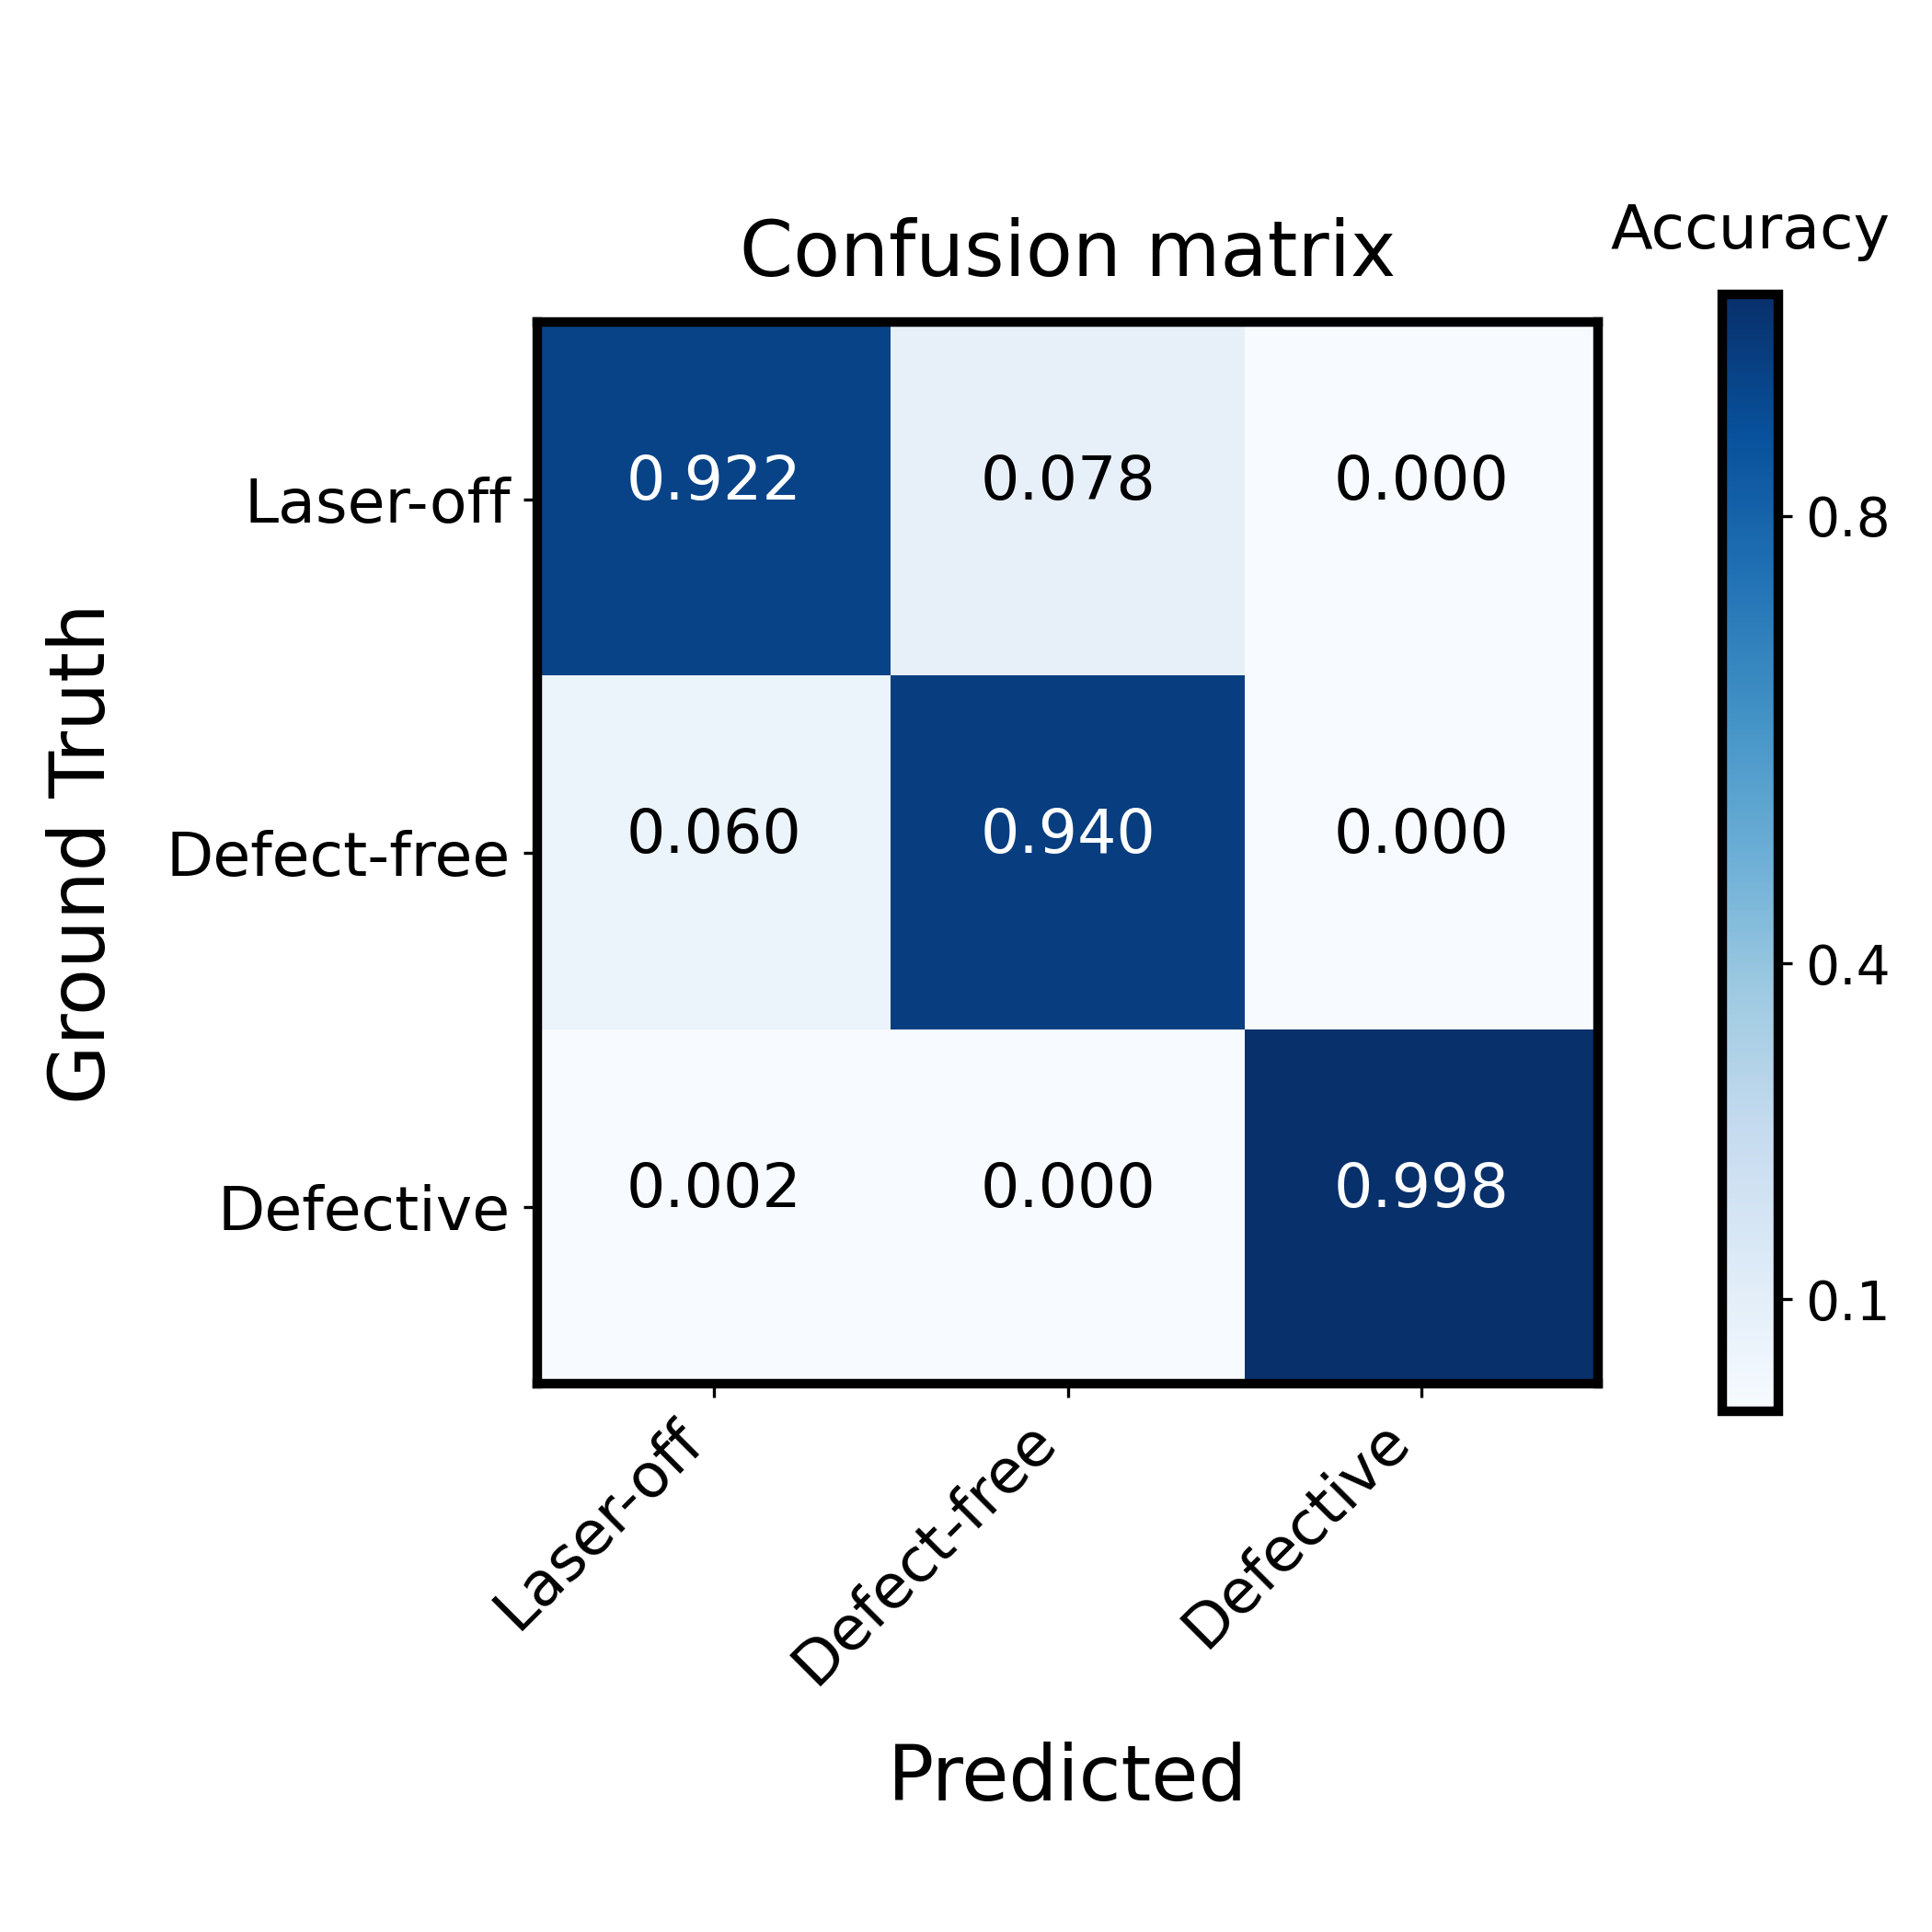 Confusion matrix
Accuracy
Ground Truth
Laser-off
0.922 0.078 0.000
Defect-free
0.060 0.940 0.000
Defective
0.002 0.000 0.998
0.8
0.4
0.1
Laser-off
Defect-free
Defective
Predicted